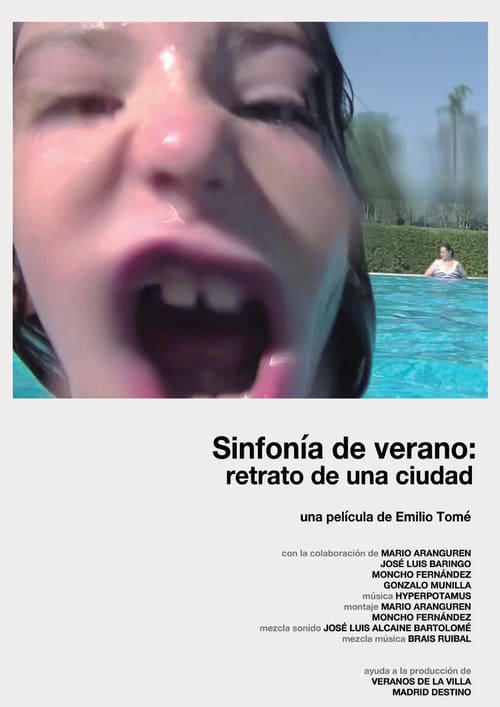 Sinfonía de verano:
retrato de una ciudad
una película de Emilio Tomé
con la colaboración de MARIO ARANGUREN
JOSÉ LUIS BARINGO
MONCHO FERNÁNDEZ
GONZALO MUNILLA
música HYPERPOTAMUS
montaje MARIO ARANGUREN
MONCHO FERNÁNDEZ
mezcla sonido JOSÉ LUIS ALCAINE BARTOLOMÉ
mezcla música BRAIS RUIBAL
ayuda a la producción de
VERANOS DE LA VILLA
MADRID DESTINO